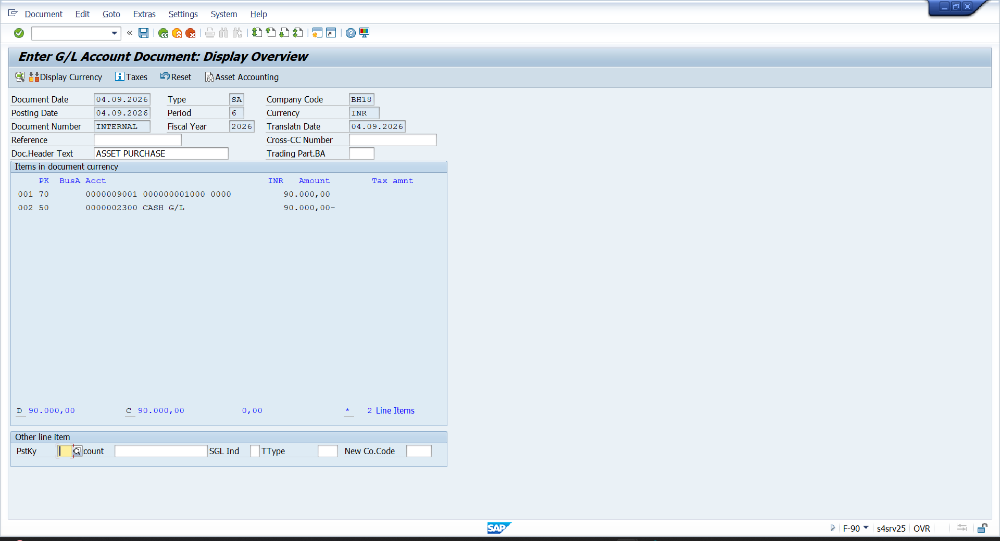 Document Edit Goto Extras Settings System Help
Enter G/L Account Document: Display Overview
Display Currency Taxes Reset Asset Accounting
Document Date 04.09.2026 Type SA Company Code BH18
Posting Date 04.09.2026 Period 6 Currency INR
Document Number INTERNAL Fiscal Year 2026 Translatn Date 04.09.2026
Reference Cross-CC Number
Doc.Header Text ASSET PURCHASE Trading Part.BA
Items in document currency
PK BusA Acct INR Amount Tax amnt
001 70 0000009001 000000001000 0000 90.000,00
002 50 0000002300 CASH G/L 90.000,00-
D 90.000,00 C 90.000,00 0,00 * 2 Line Items
Other line item
PstKy count SGL Ind TType New Co.Code
SAP F-90 s4srv25 OVR